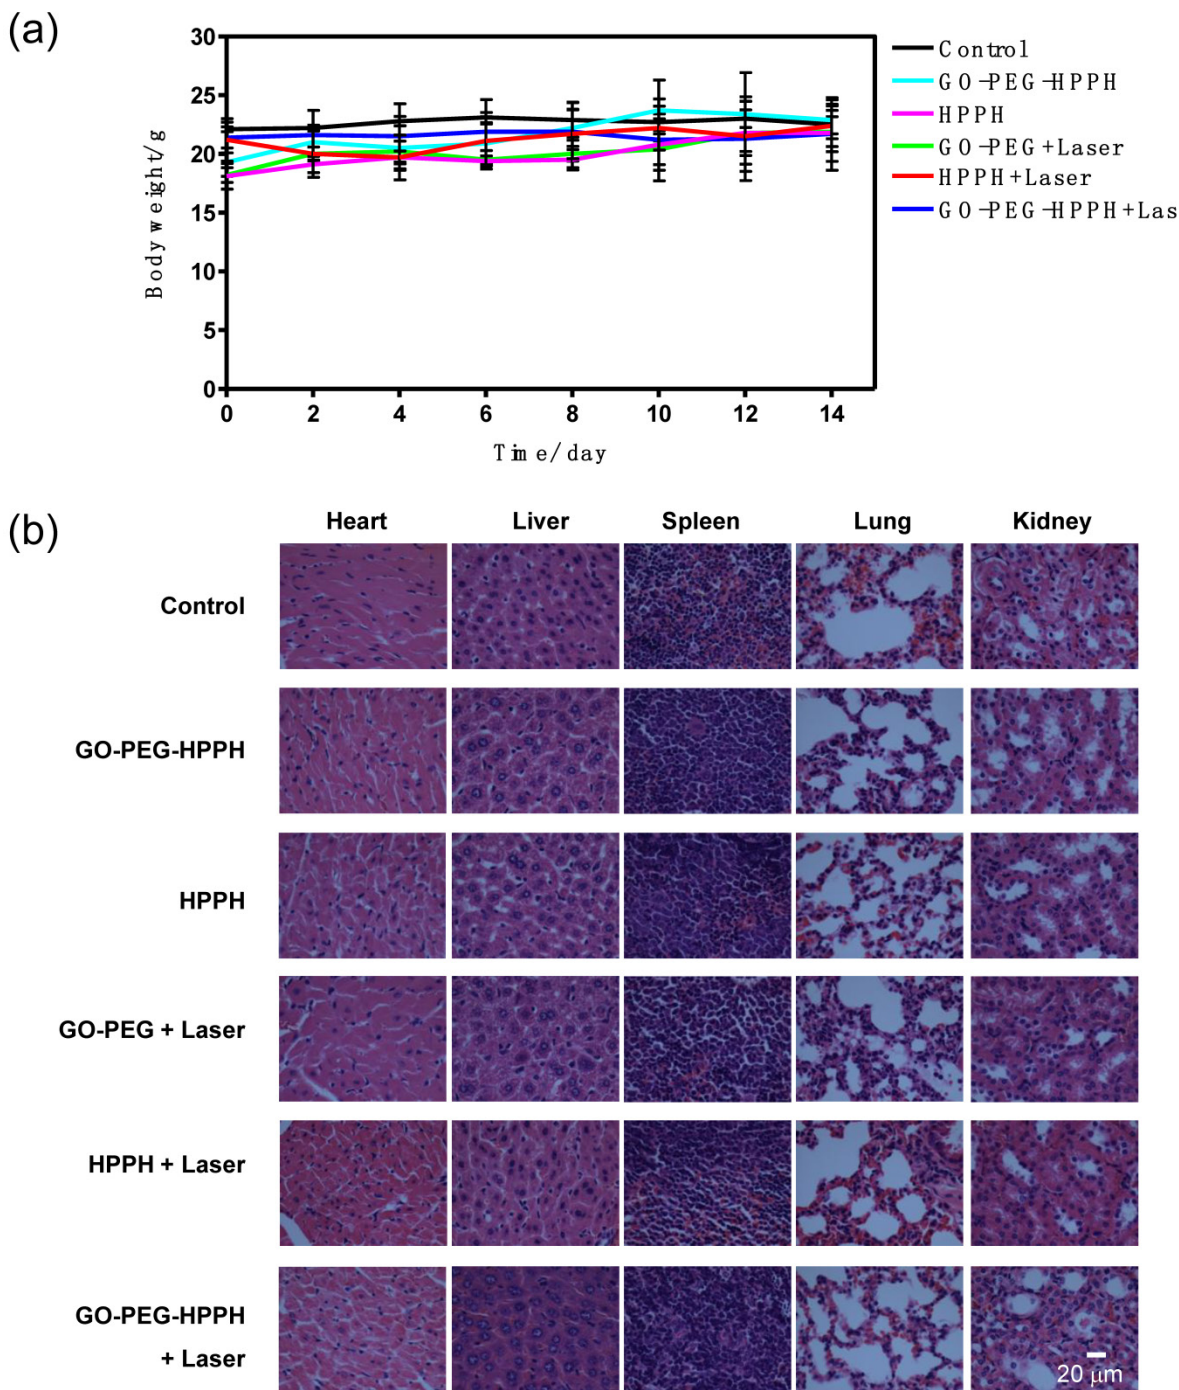 (a)
30
25
20
15
10
5
0
Bodyweight/g
0 2 4 6 8 10 12 14
Time/day
Control
GO-PEG-HPPH
HPPH
GO-PEG+Laser
HPPH+Laser
GO-PEG-HPPH+Las
(b)
Heart Liver Spleen Lung Kidney
Control
GO-PEG-HPPH
HPPH
GO-PEG + Laser
HPPH + Laser
GO-PEG-HPPH
+ Laser
20 μm